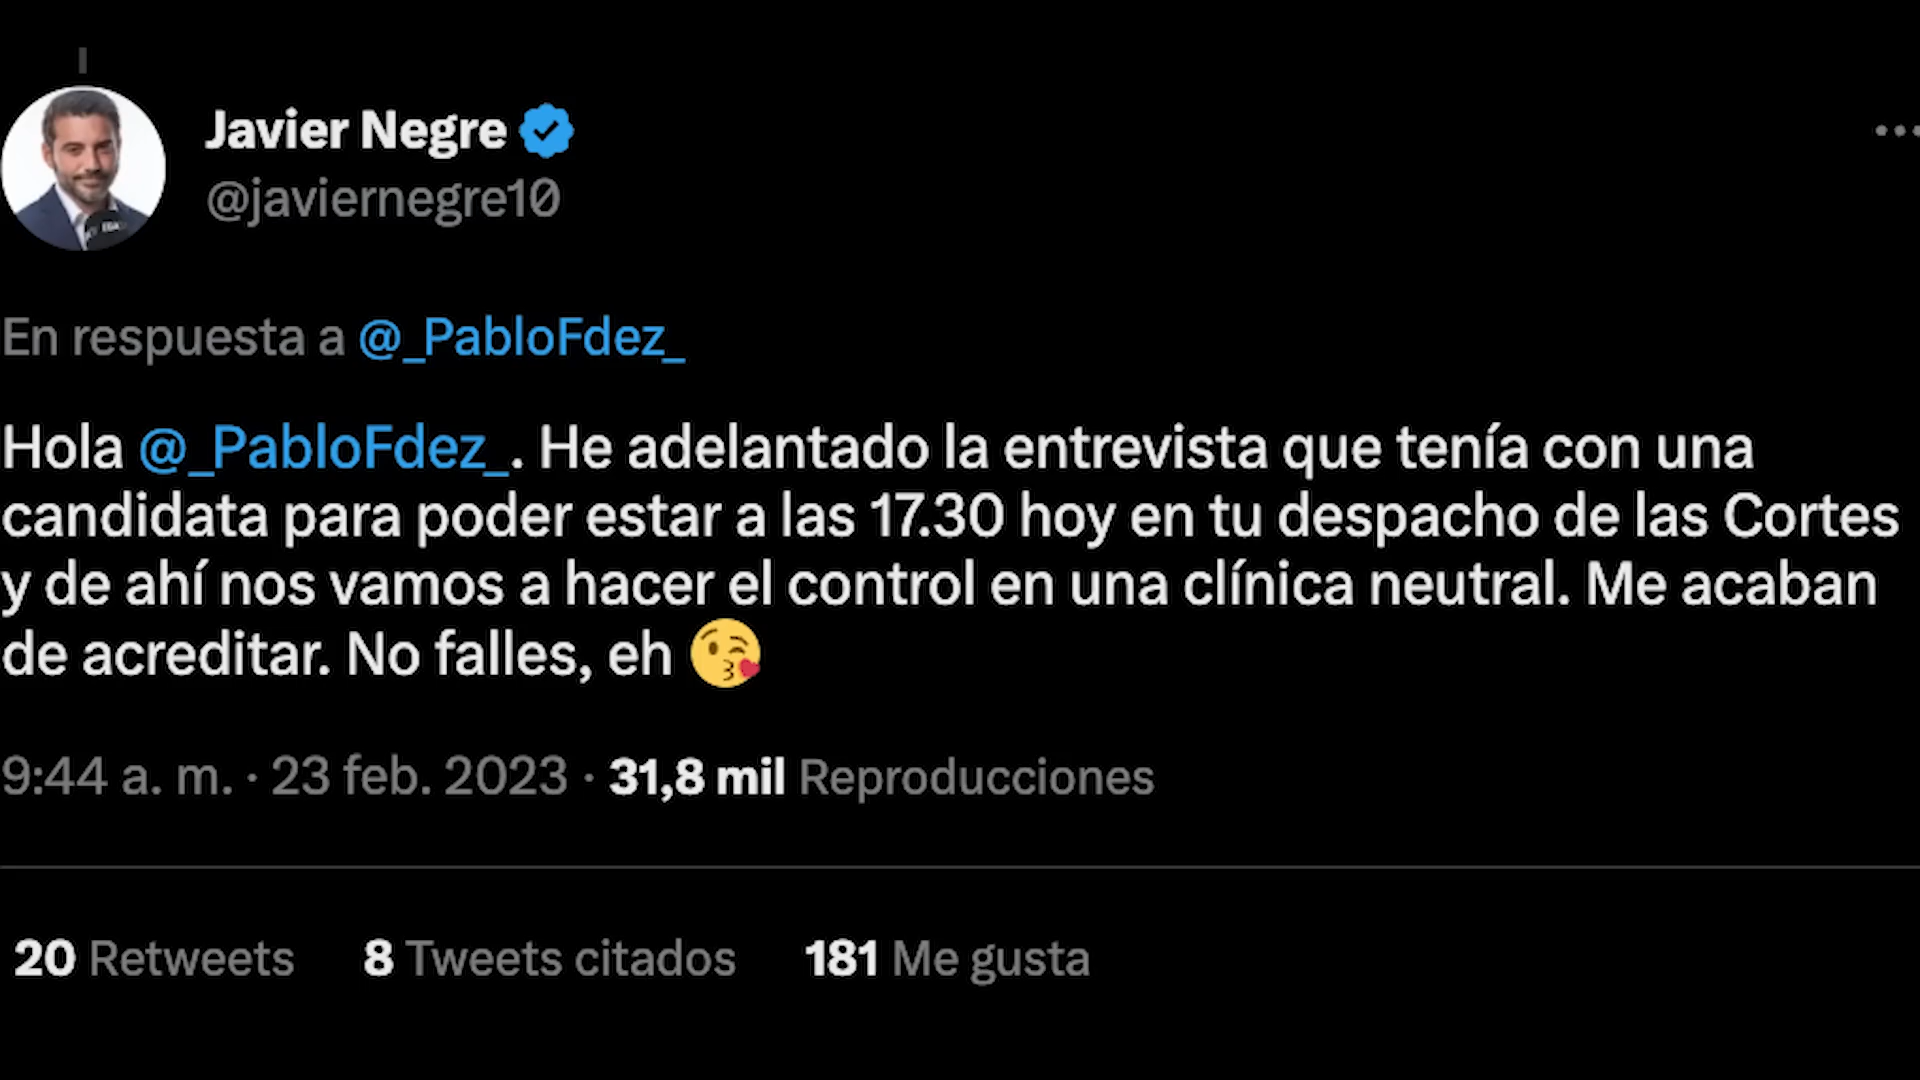 Javier Negre
@javiernegre10
En respuesta a @_PabloFdez_
Hola @_PabloFdez_. He adelantado la entrevista que tenía con una
candidata para poder estar a las 17.30 hoy en tu despacho de las Cortes
y de ahí nos vamos a hacer el control en una clínica neutral. Me acaban
de acreditar. No falles, eh 😘
9:44 a. m. · 23 feb. 2023 · 31,8 mil Reproducciones
20 Retweets 8 Tweets citados 181 Me gusta